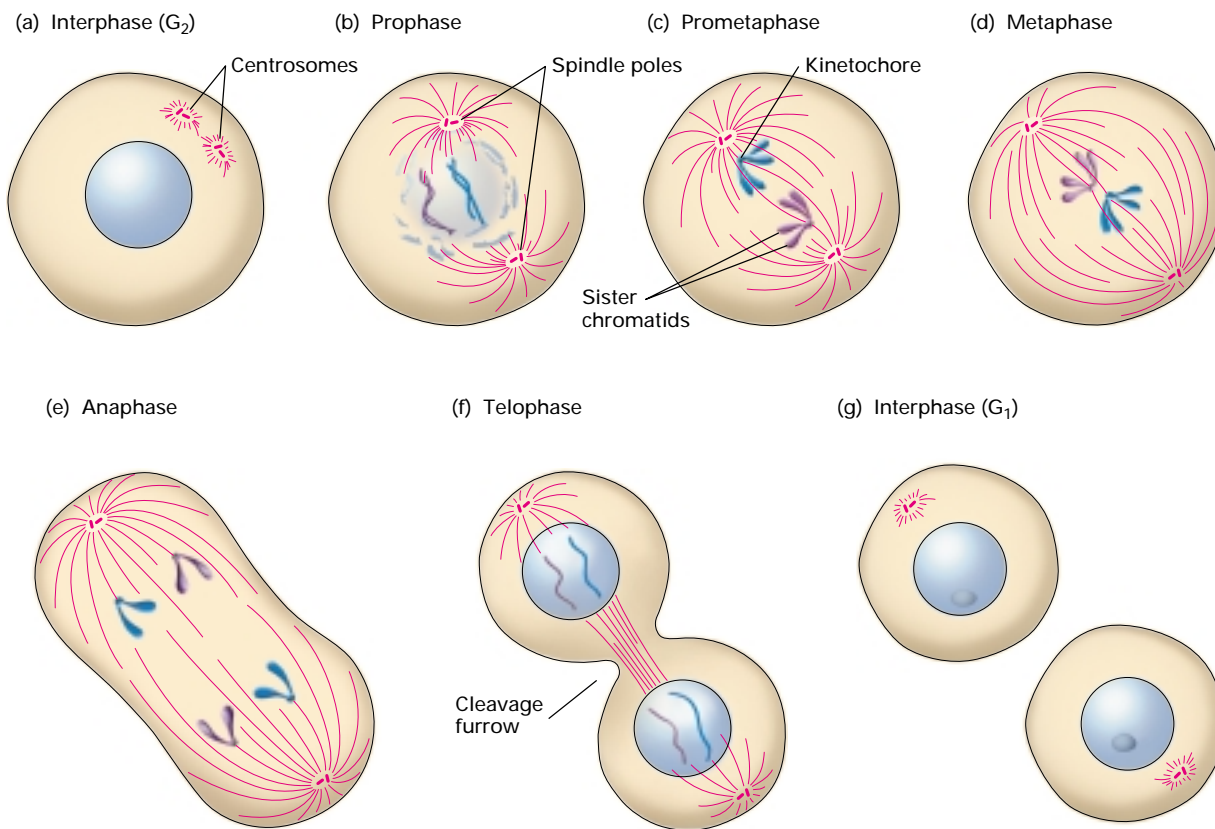 (a) Interphase (G₂)
(b) Prophase
(c) Prometaphase
(d) Metaphase
Centrosomes
Spindle poles
Kinetochore
Sister
chromatids
(e) Anaphase
(f) Telophase
(g) Interphase (G₁)
Cleavage
furrow